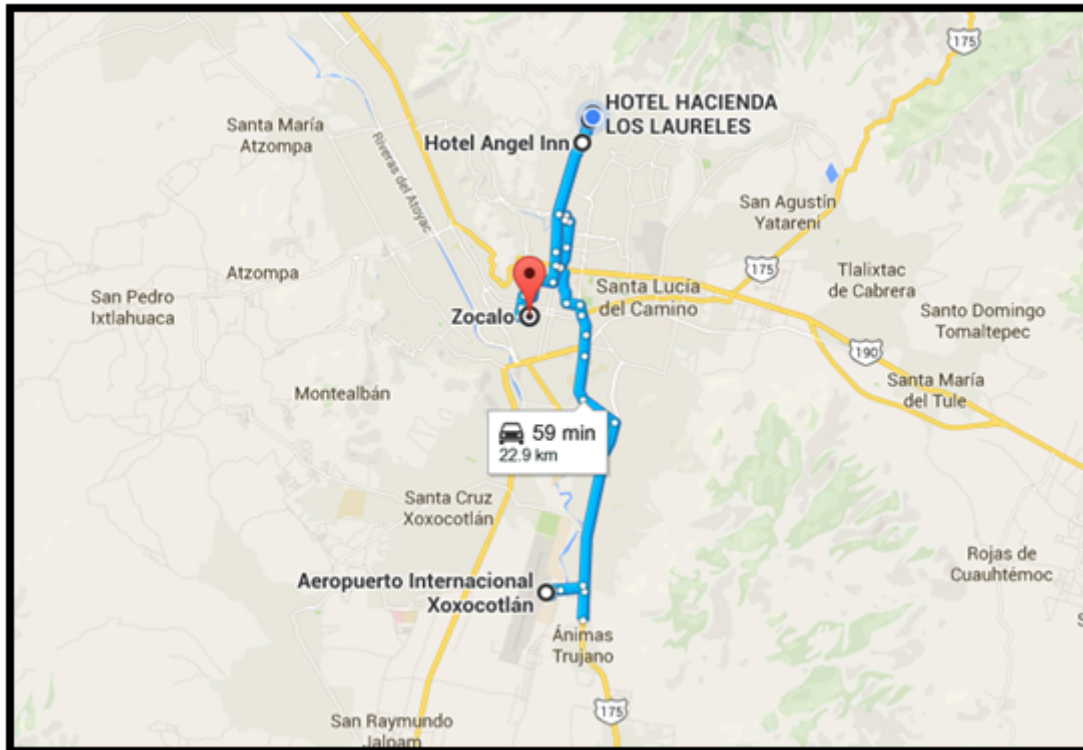 175
HOTEL HACIENDA
LOS LAURELES
Santa María
Atzompa
Hotel Angel Inn
Riveras del Atoyac
San Agustín
Yatareni
175
Tlalixtac
de Cabrera
Atzompa
San Pedro
Ixtlahuaca
Santa Lucía
del Camino
Zocalo
Santo Domingo
Tomaltepec
190
Santa María
del Tule
Montealbán
59 min
22.9 km
Santa Cruz
Xoxocotlán
Rojas de
Cuauhtémoc
Aeropuerto Internacional
Xoxocotlán
Ánimas
Trujano
175
San Raymundo
Jalpam